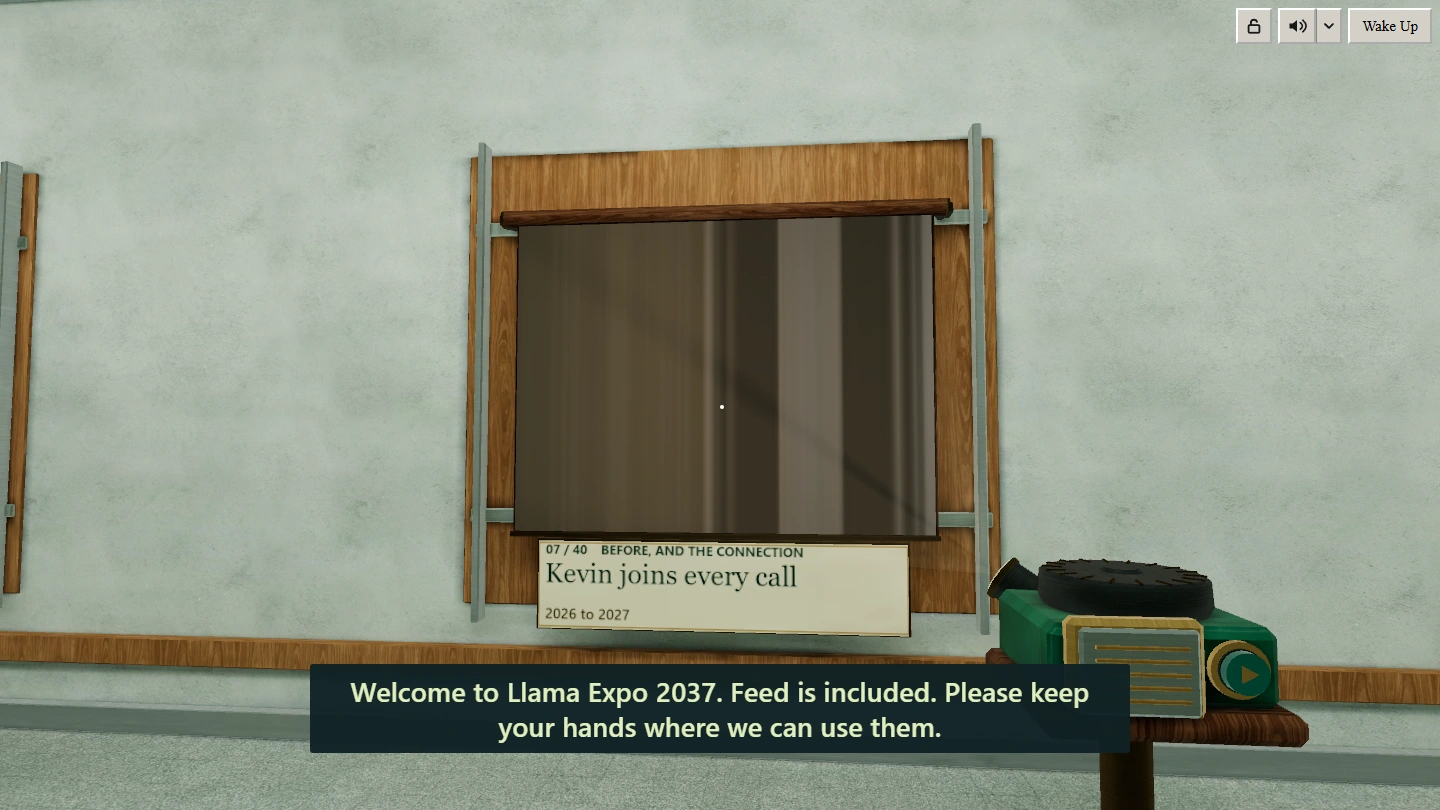 Wake Up
07 / 40 BEFORE, AND THE CONNECTION
Kevin joins every call
2026 to 2027
Welcome to Llama Expo 2037. Feed is included. Please keep
your hands where we can use them.